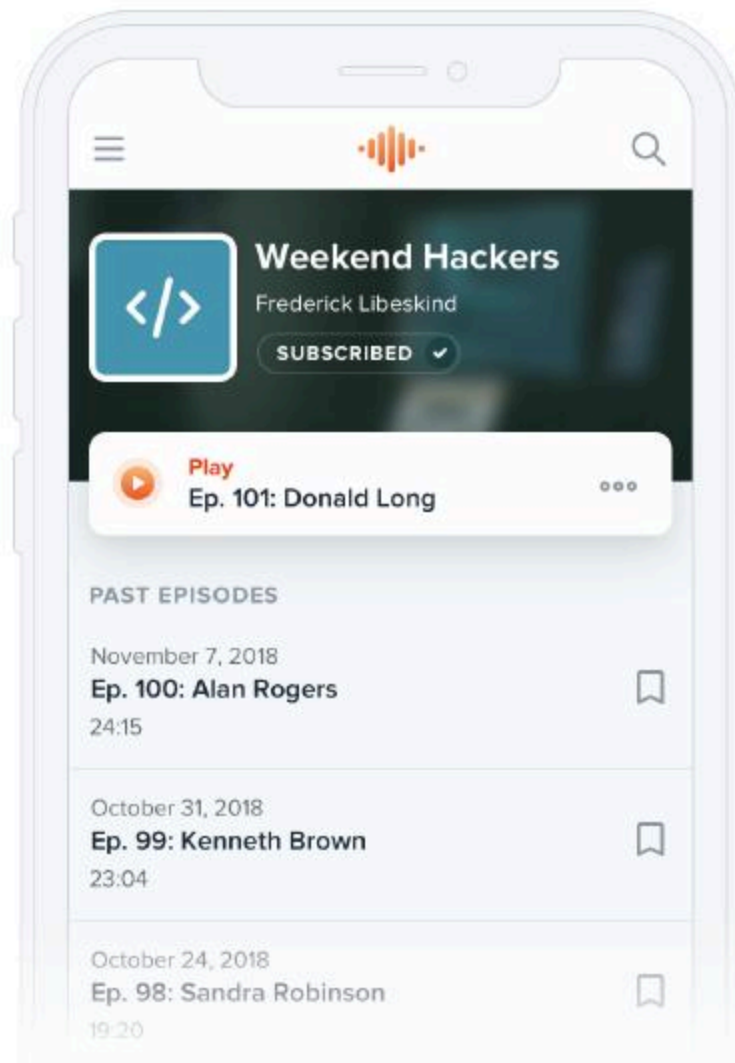 </>
Weekend Hackers
Frederick Libeskind
SUBSCRIBED
Play
Ep. 101: Donald Long
PAST EPISODES
November 7, 2018
Ep. 100: Alan Rogers
24:15
October 31, 2018
Ep. 99: Kenneth Brown
23:04
October 24, 2018
Ep. 98: Sandra Robinson
19:20